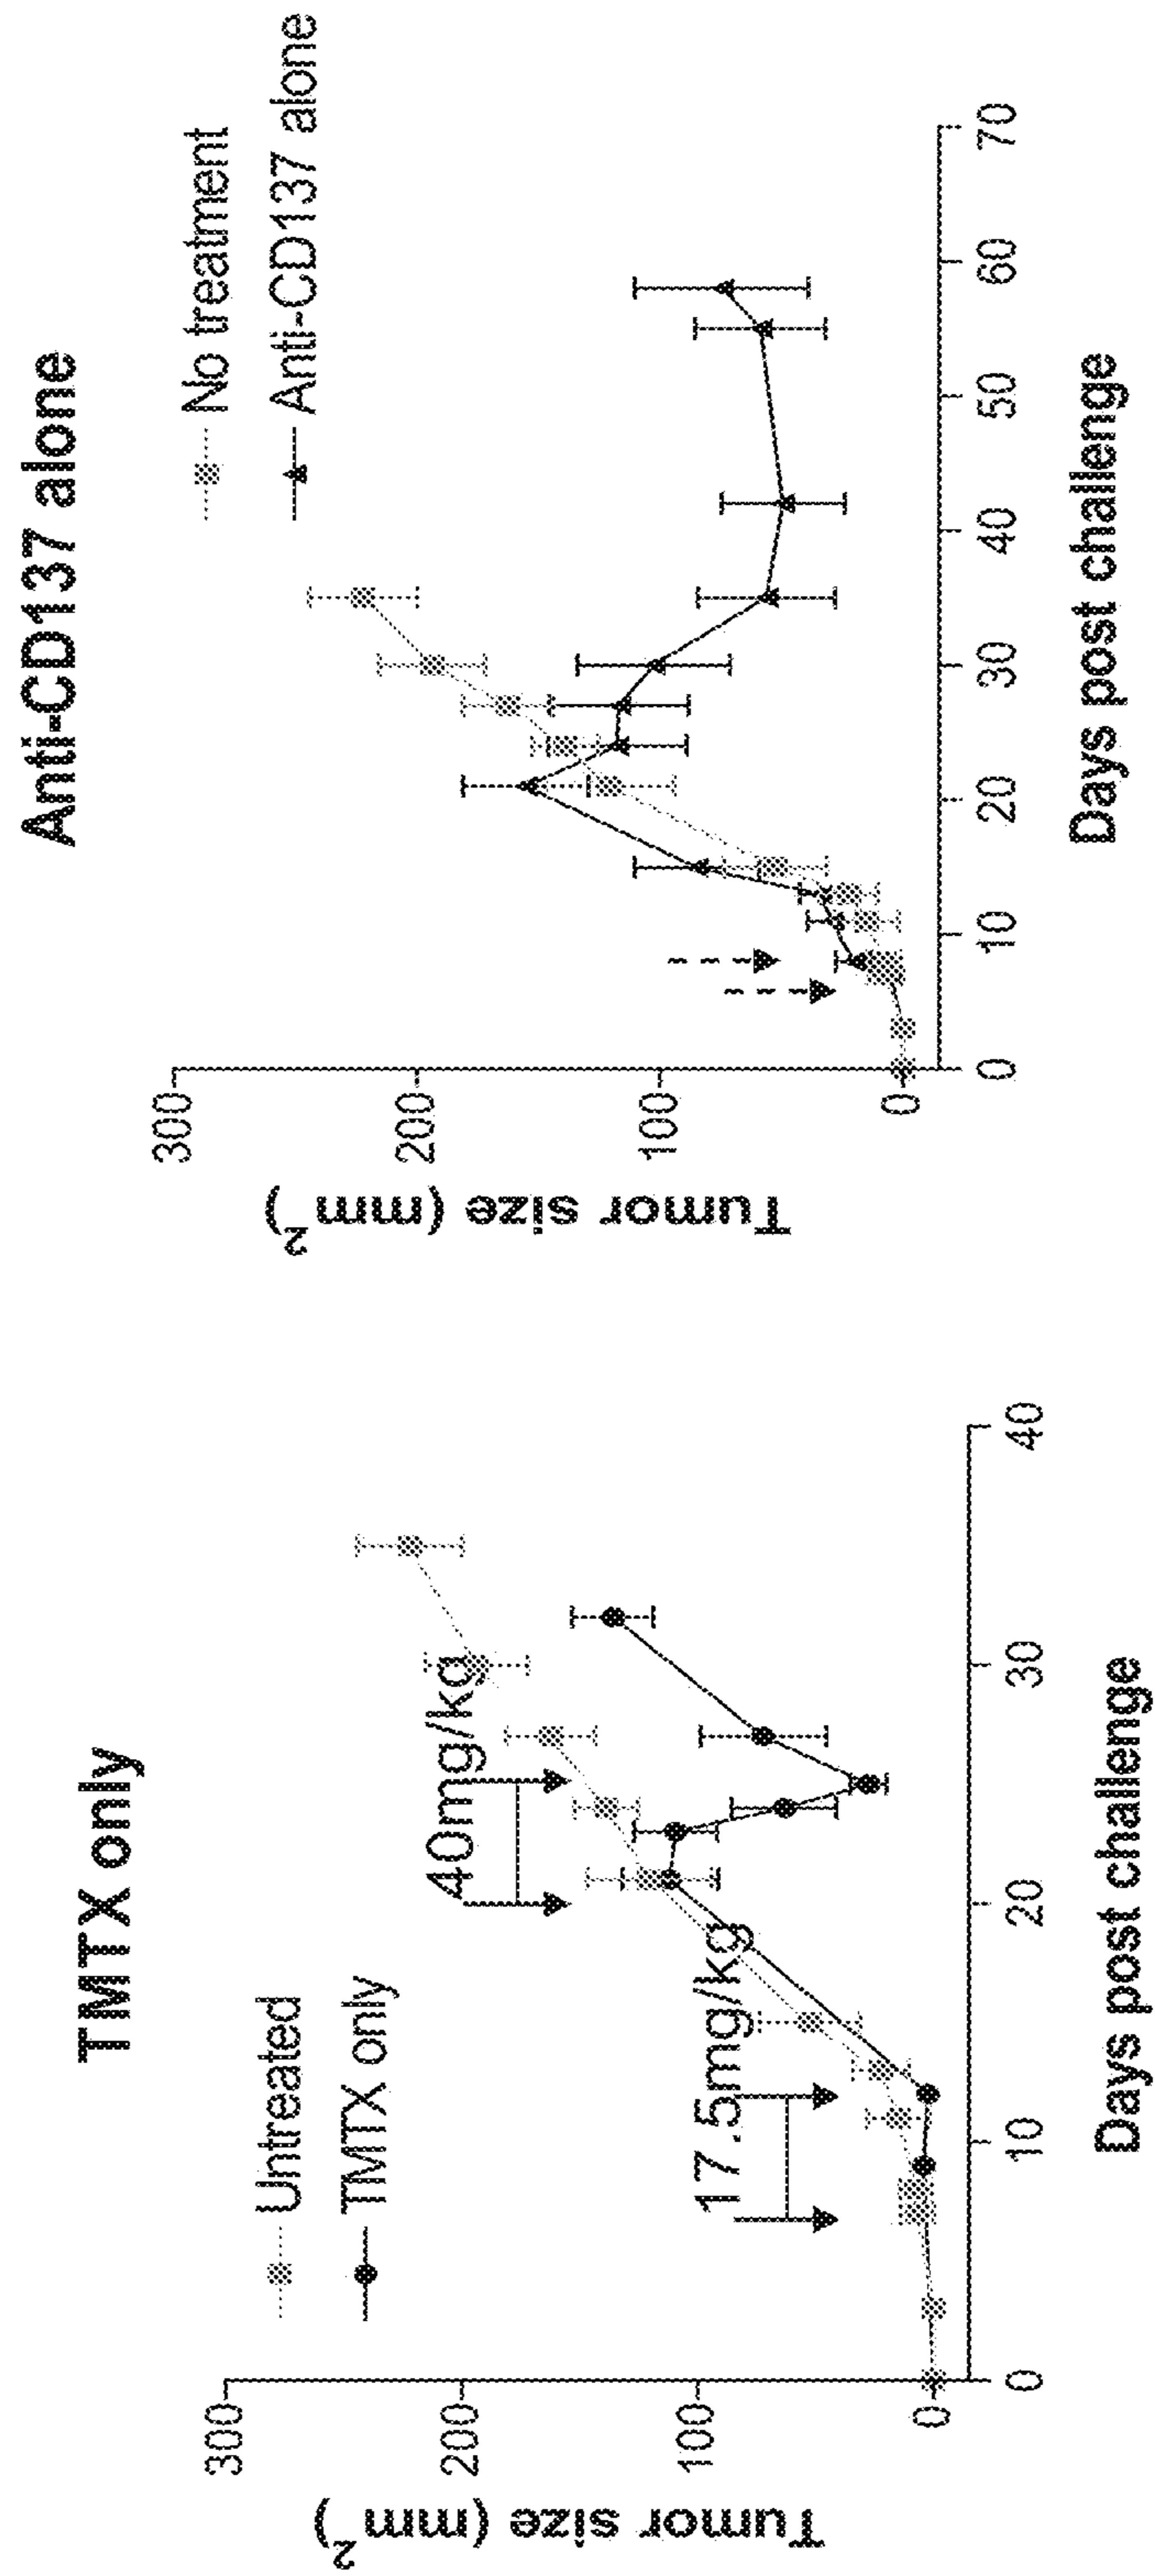 TMTX only
Untreated
TMTX only
40mg/kg
17.5mg/kg
300
200
100
0
Tumor size (mm2)
0
10
20
30
40
Days post challenge
Anti-CD137 alone
No treatment
Anti-CD137 alone
300
200
100
0
Tumor size (mm2)
0
10
20
30
40
50
60
70
Days post challenge